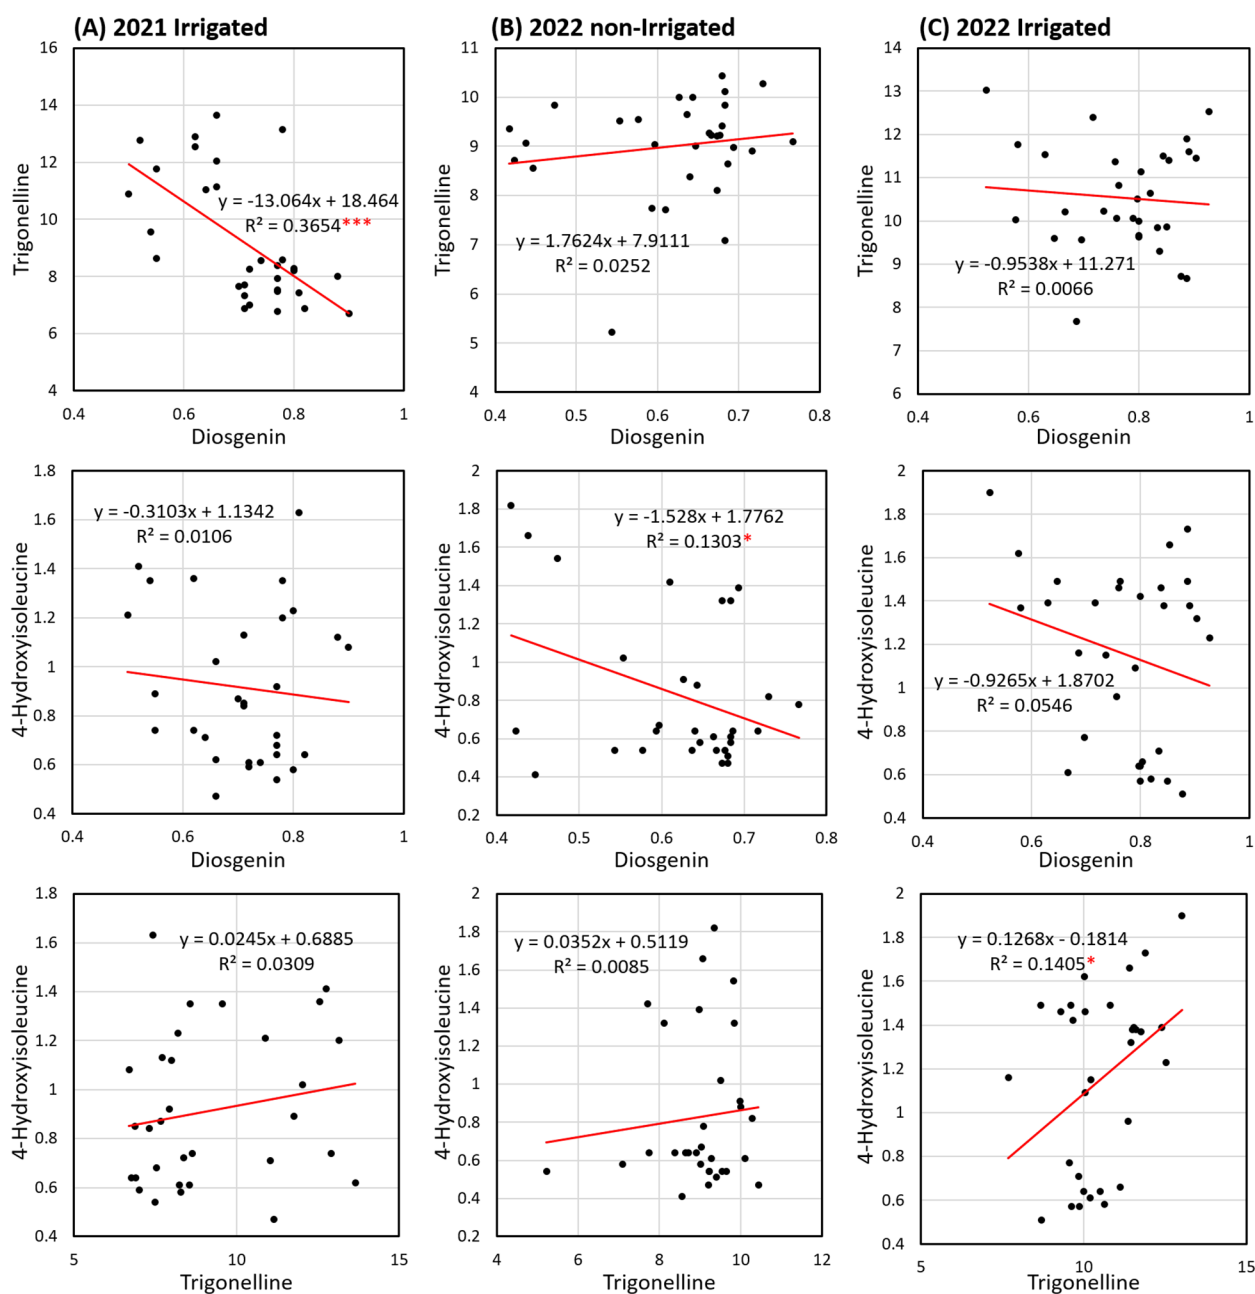 (A) 2021 Irrigated
16
14
12
10
8
6
4
Trigonelline
y = -13.064x + 18.464
R² = 0.3654***
0.4
0.6
0.8
1
Diosgenin
(B) 2022 non-Irrigated
11
10
9
8
7
6
5
4
Trigonelline
y = 1.7624x + 7.9111
R² = 0.0252
0.4
0.5
0.6
0.7
0.8
Diosgenin
(C) 2022 Irrigated
14
13
12
11
10
9
8
7
6
Trigonelline
y = -0.9538x + 11.271
R² = 0.0066
0.4
0.6
0.8
1
Diosgenin
1.8
1.6
1.4
1.2
1
0.8
0.6
0.4
4-Hydroxyisoleucine
y = -0.3103x + 1.1342
R² = 0.0106
0.4
0.6
0.8
1
Diosgenin
2
1.8
1.6
1.4
1.2
1
0.8
0.6
0.4
0.2
4-Hydroxyisoleucine
y = -1.528x + 1.7762
R² = 0.1303*
0.4
0.5
0.6
0.7
0.8
Diosgenin
2
1.8
1.6
1.4
1.2
1
0.8
0.6
0.4
4-Hydroxyisoleucine
y = -0.9265x + 1.8702
R² = 0.0546
0.4
0.6
0.8
1
Diosgenin
1.8
1.6
1.4
1.2
1
0.8
0.6
0.4
4-Hydroxyisoleucine
y = 0.0245x + 0.6885
R² = 0.0309
5
10
15
Trigonelline
2
1.8
1.6
1.4
1.2
1
0.8
0.6
0.4
0.2
4-Hydroxyisoleucine
y = 0.0352x + 0.5119
R² = 0.0085
4
6
8
10
12
Trigonelline
2
1.8
1.6
1.4
1.2
1
0.8
0.6
0.4
4-Hydroxyisoleucine
y = 0.1268x - 0.1814
R² = 0.1405*
5
10
15
Trigonelline